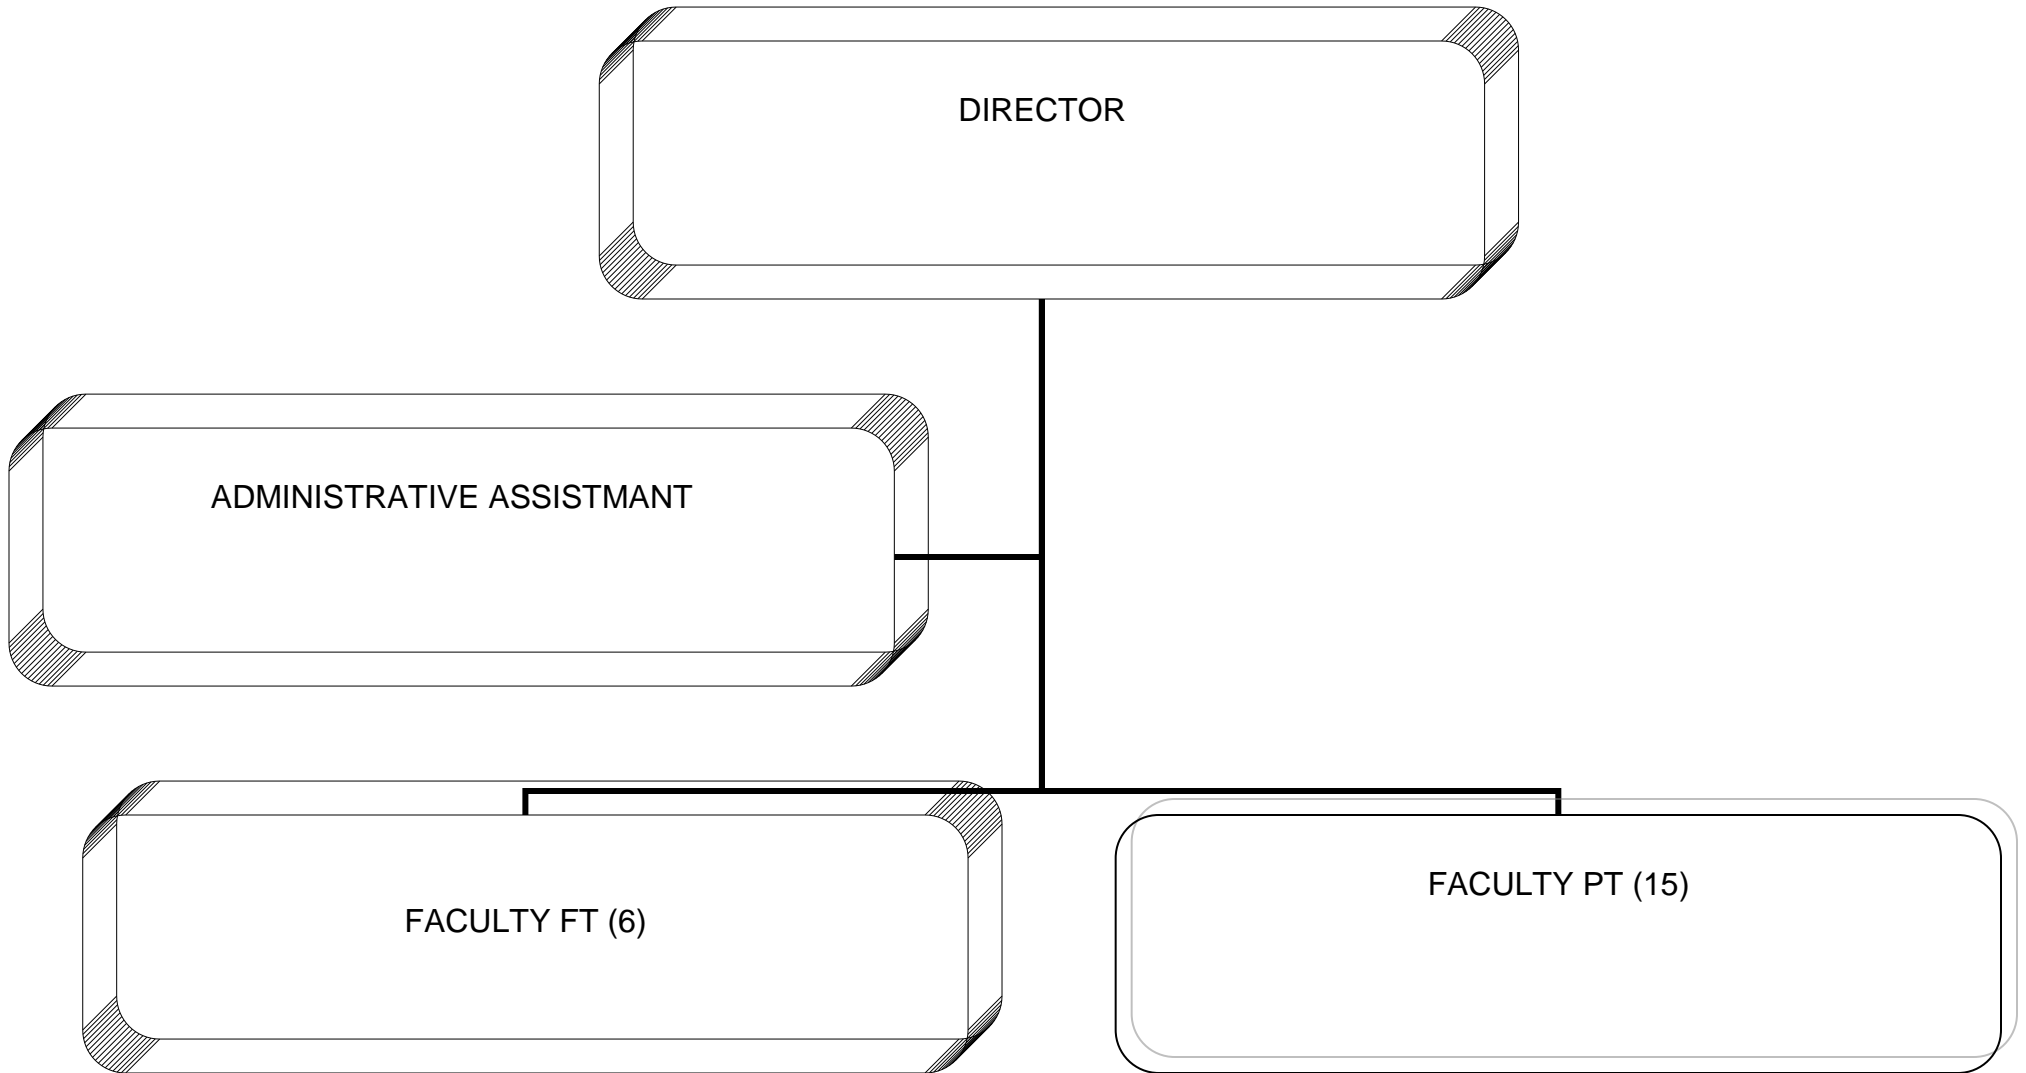 DIRECTOR
ADMINISTRATIVE ASSISTMANT
FACULTY FT (6)
FACULTY PT (15)